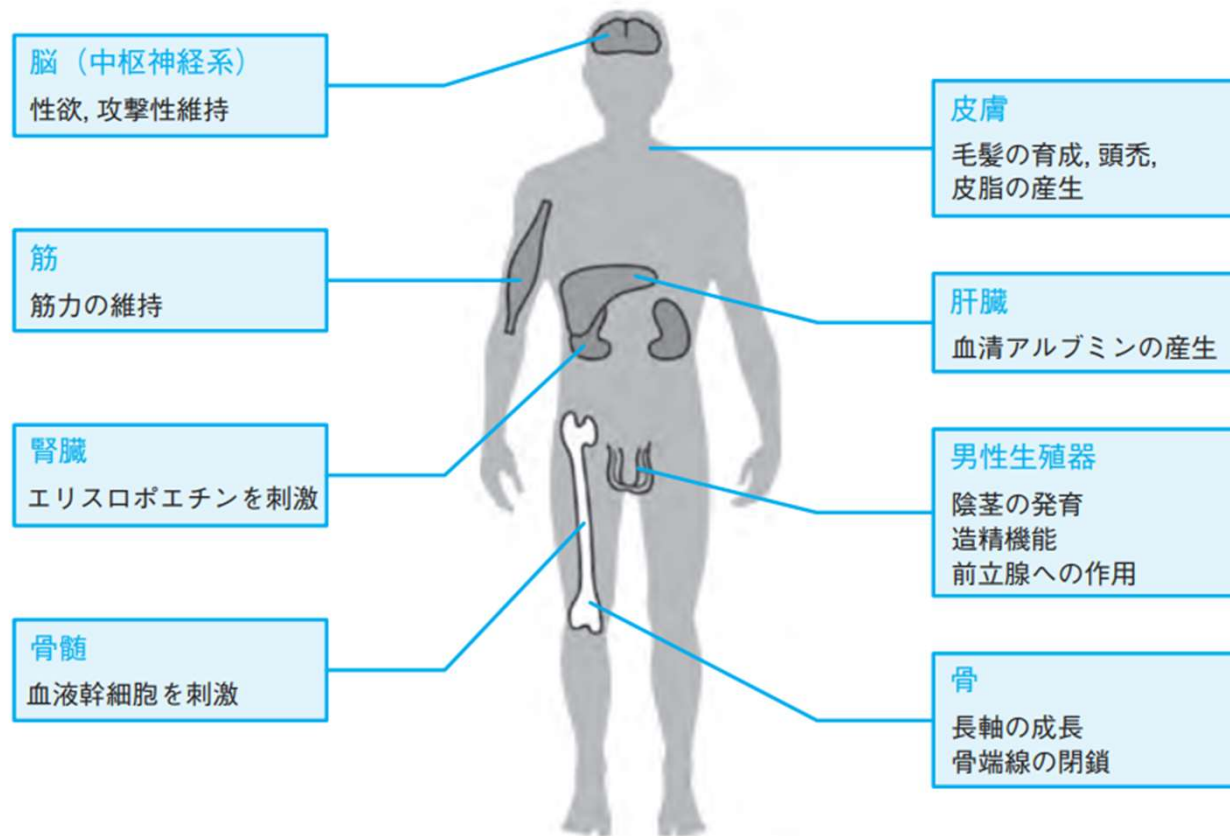 脳（中枢神経系）
性欲, 攻撃性維持
筋
筋力の維持
腎臓
エリスロポエチンを刺激
骨髄
血液幹細胞を刺激
皮膚
毛髪の育成, 頭禿,
皮脂の産生
肝臓
血清アルブミンの産生
男性生殖器
陰茎の発育
造精機能
前立腺への作用
骨
長軸の成長
骨端線の閉鎖